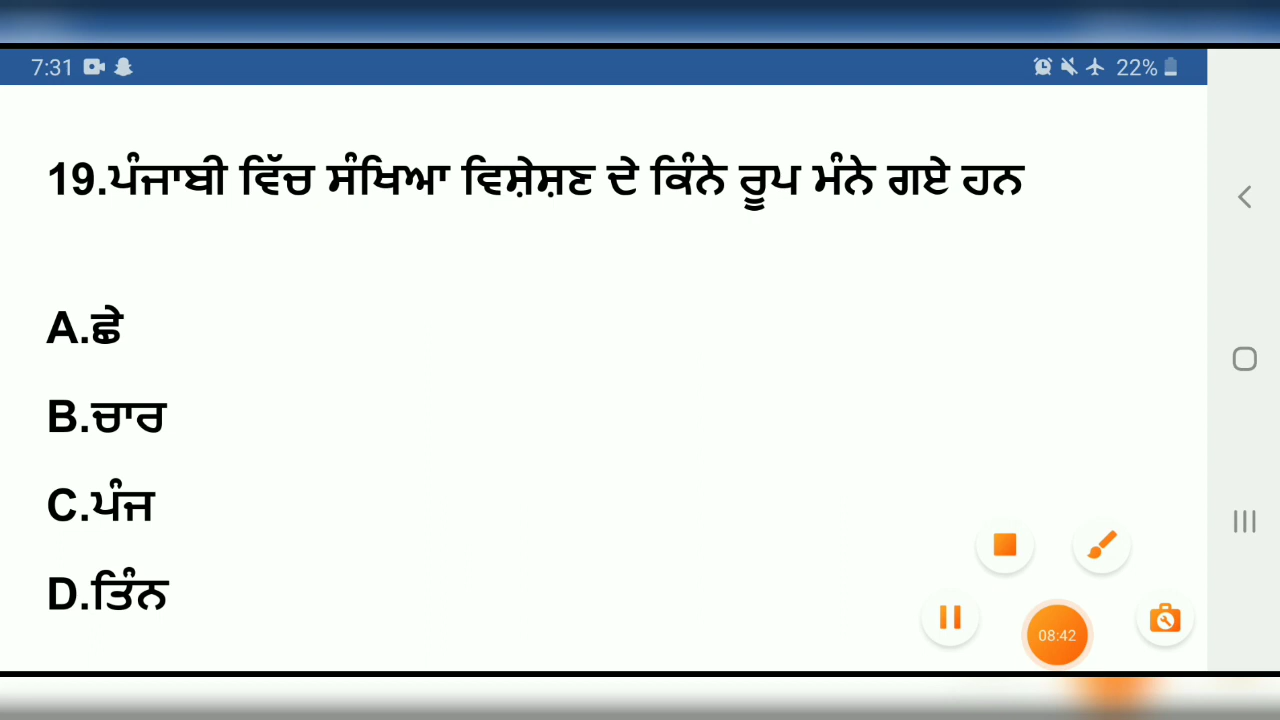 7:31 22%
19.ਪੰਜਾਬੀ ਵਿੱਚ ਸੰਖਿਆ ਵਿਸ਼ੇਸ਼ਣ ਦੇ ਕਿੰਨੇ ਰੂਪ ਮੰਨੇ ਗਏ ਹਨ
A.ਛੇ
B.ਚਾਰ
C.ਪੰਜ
D.ਤਿੰਨ
08:42